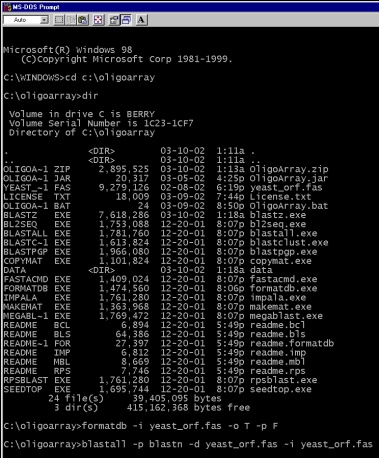 MS-DOS Prompt
Auto
A
Microsoft(R) Windows 98
(C)Copyright Microsoft Corp 1981-1999.
C:\WINDOWS>cd c:\oligoarray
C:\oligoarray>dir
Volume in drive C is BERRY
Volume Serial Number is 1C23-1CF7
Directory of C:\oligoarray
. <DIR> 03-10-02 1:11a .
.. <DIR> 03-10-02 1:11a ..
OLIGOA~1 ZIP 2,895,525 03-10-02 1:13a OligoArray.zip
OLIGOA~1 JAR 20,317 03-05-02 4:25p OligoArray.jar
YEAST_~1 FAS 9,279,126 02-08-02 6:19p yeast_orf.fas
LICENSE TXT 18,009 03-09-02 7:44p License.txt
OLIGOA~1 BAT 24 03-09-02 8:50p OligoArray.bat
BLASTZ EXE 7,618,286 03-10-02 1:18a blastz.exe
BL2SEQ EXE 1,753,088 12-20-01 8:07p bl2seq.exe
BLASTALL EXE 1,781,760 12-20-01 8:07p blastall.exe
BLASTC~1 EXE 1,613,824 12-20-01 8:07p blastclust.exe
BLASTPGP EXE 1,966,080 12-20-01 8:07p blastpgp.exe
COPYMAT EXE 1,101,824 12-20-01 8:07p copymat.exe
DATA <DIR> 03-10-02 1:18a data
FASTACMD EXE 1,409,024 12-20-01 8:07p fastacmd.exe
FORMATDB EXE 1,474,560 12-20-01 8:06p formatdb.exe
IMPALA EXE 1,761,280 12-20-01 8:07p impala.exe
MAKEMAT EXE 1,363,968 12-20-01 8:07p makemat.exe
MEGABL~1 EXE 1,769,472 12-20-01 8:07p megablast.exe
README BCL 6,894 12-20-01 5:49p readme.bcl
README BLS 64,386 12-20-01 5:49p readme.bls
README~1 FOR 27,397 12-20-01 5:49p readme.formatdb
README IMP 6,812 12-20-01 5:49p readme.imp
README MBL 8,669 12-20-01 5:49p readme.mbl
README RPS 7,746 12-20-01 5:49p readme.rps
RPSBLAST EXE 1,761,280 12-20-01 8:07p rpsblast.exe
SEEDTOP EXE 1,695,744 12-20-01 8:07p seedtop.exe
24 file(s) 39,405,095 bytes
3 dir(s) 415,162,368 bytes free
C:\oligoarray>formatdb -i yeast_orf.fas -o T -p F
C:\oligoarray>blastall -p blastn -d yeast_orf.fas -i yeast_orf.fas